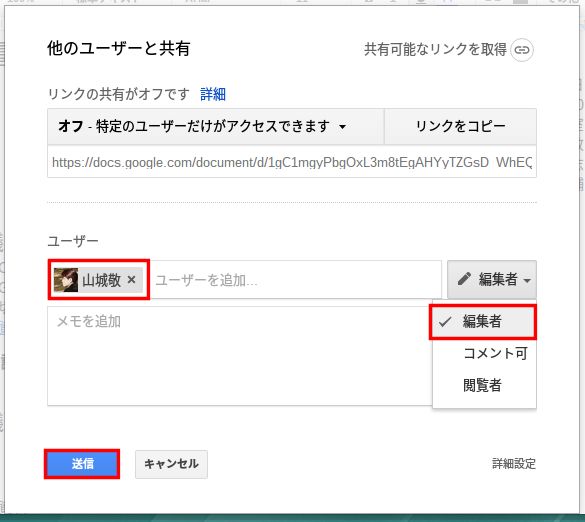 他のユーザーと共有
共有可能なリンクを取得
リンクの共有がオフです 詳細
オフ - 特定のユーザーだけがアクセスできます
リンクをコピー
https://docs.google.com/document/d/1gC1mgyPbgOxL3m8tEgAHYyTZGsD_WhEQ
ユーザー
山城敬 × ユーザーを追加...
編集者
メモを追加
編集者
コメント可
閲覧者
送信
キャンセル
詳細設定